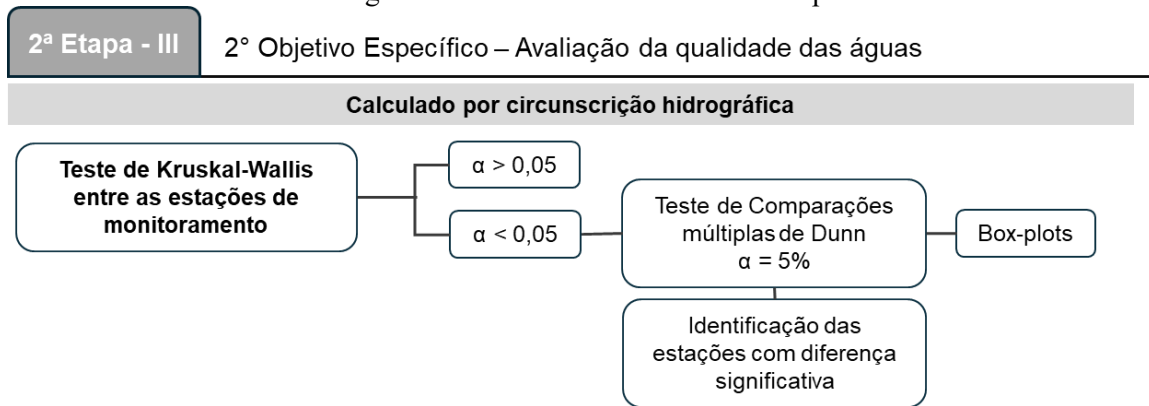 2ª Etapa - III
2° Objetivo Específico – Avaliação da qualidade das águas
Calculado por circunscrição hidrográfica
Teste de Kruskal-Wallis
entre as estações de
monitoramento
α > 0,05
α < 0,05
Teste de Comparações
múltiplas de Dunn
α = 5%
Box-plots
Identificação das
estações com diferença
significativa